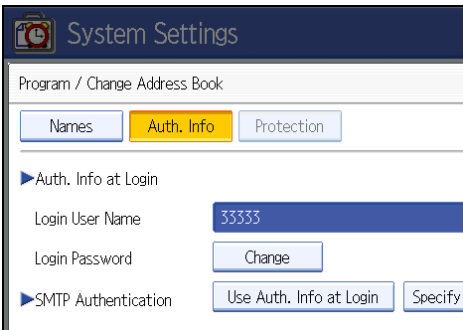 System Settings
Program / Change Address Book
Names Auth. Info Protection
▶Auth. Info at Login
Login User Name 33333
Login Password Change
▶SMTP Authentication Use Auth. Info at Login Specify